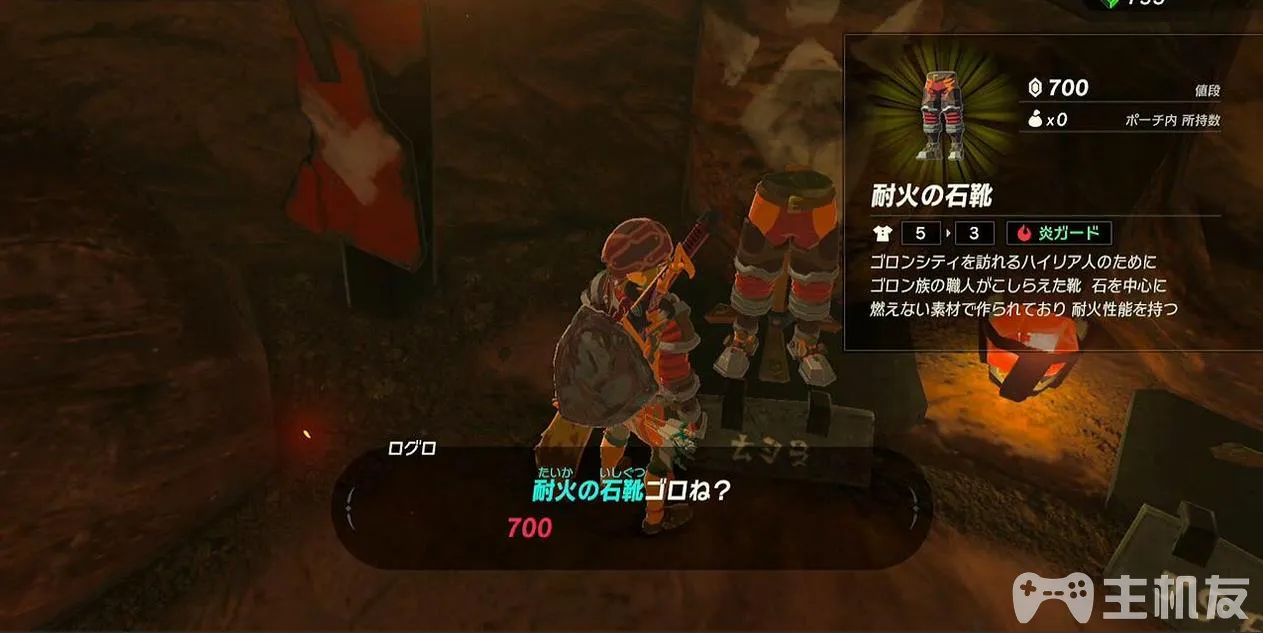 700 値段
x0 ポーチ内 所持数
耐火の石靴
5 3 炎ガード
ゴロンシティを訪れるハイリア人のために
ゴロン族の職人がこしらえた靴 石を中心に
燃えない素材で作られており 耐火性能を持つ
ログロ
たいか いしぐつ
耐火の石靴ゴロね?
700
主机友